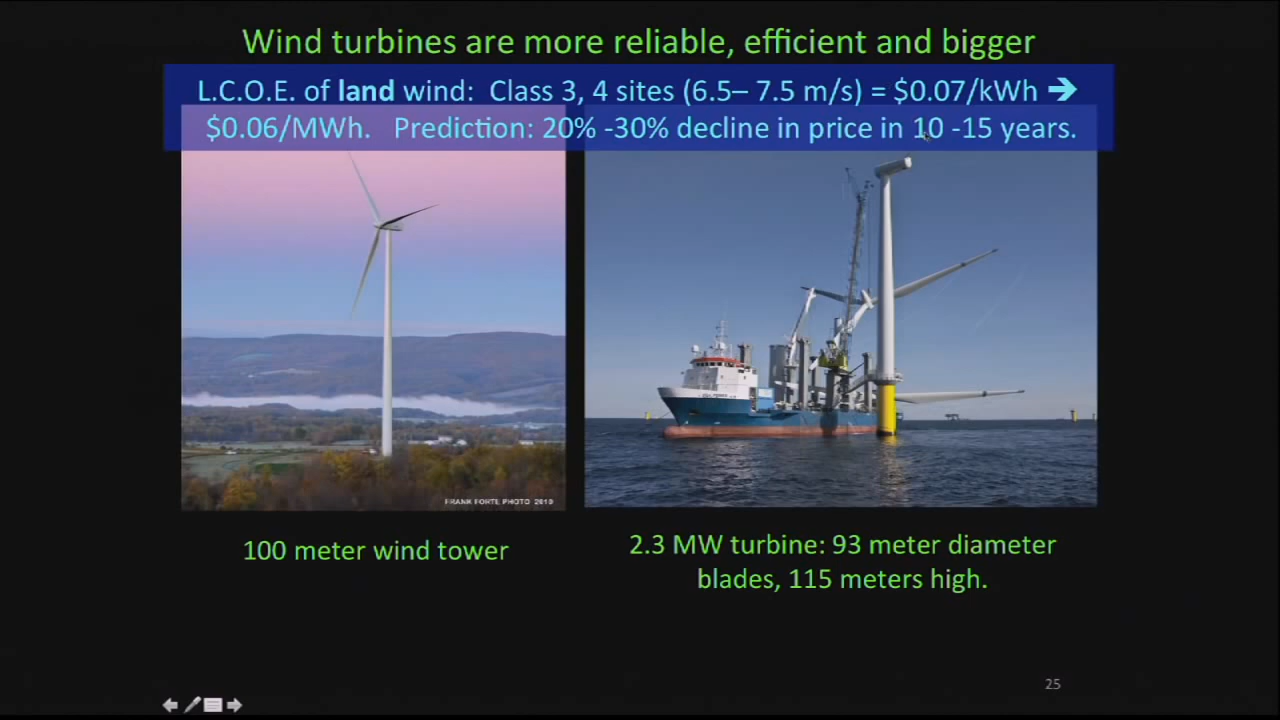 Wind turbines are more reliable, efficient and bigger
L.C.O.E. of land wind: Class 3, 4 sites (6.5– 7.5 m/s) = $0.07/kWh ➔
$0.06/MWh. Prediction: 20% -30% decline in price in 10 -15 years.
FRANK FORTE PHOTO 2010
100 meter wind tower
2.3 MW turbine: 93 meter diameter
blades, 115 meters high.
25